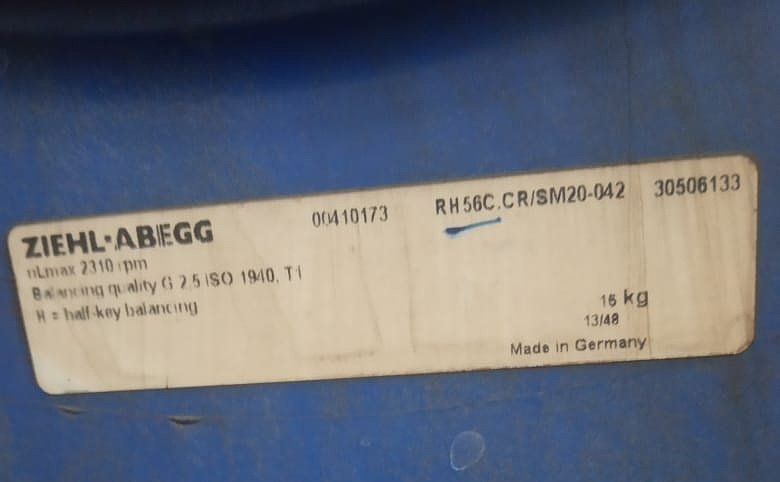 ZIEHL-ABEGG 00410173 RH56C.CR/SM20-042 30506133
nLmax 2310 rpm
Balancing quality G 2.5 ISO 1940, T1
H = half-key balancing
16 kg
13/48
Made in Germany